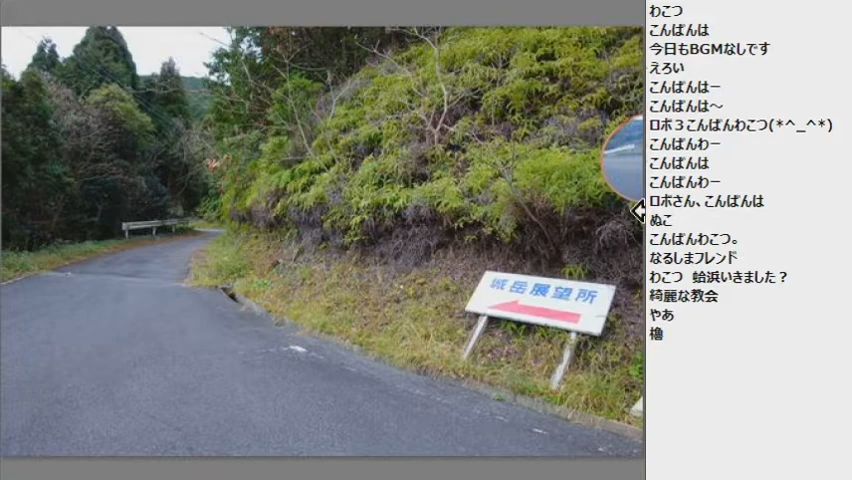 城岳展望所
わこつ
こんばんは
今日もBGMなしです
えろい
こんばんはー
こんばんは～
ロボ３こんばんわこつ(*^_^*)
こんばんわー
こんばんは
こんばんわー
ロボさん、こんばんは
ぬこ
こんばんわこつ。
なるしまフレンド
わこつ　蛤浜いきました？
綺麗な教会
やあ
櫓